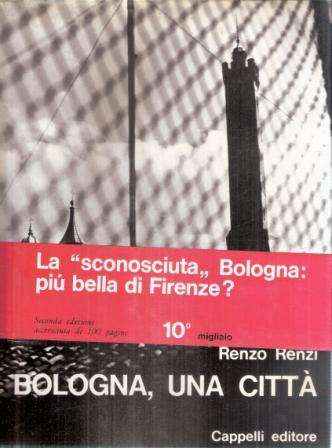 La “sconosciuta„ Bologna:
piú bella di Firenze?
Seconda edizione
accresciuta di 100 pagine
10° migliaio
Renzo Renzi
BOLOGNA, UNA CITTÀ
Cappelli editore